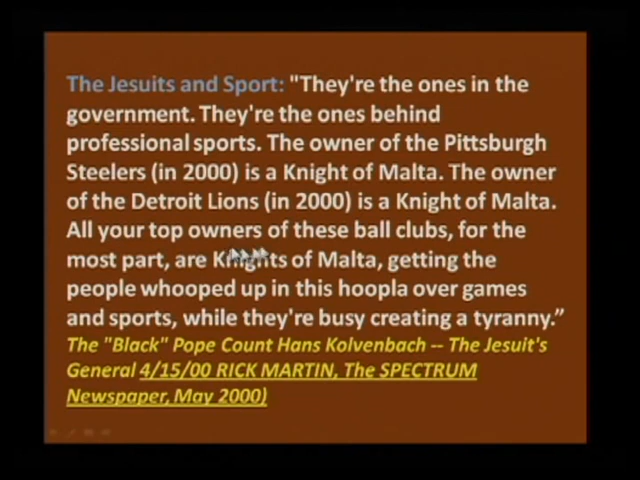 The Jesuits and Sport: "They're the ones in the
government. They're the ones behind
professional sports. The owner of the Pittsburgh
Steelers (in 2000) is a Knight of Malta. The owner
of the Detroit Lions (in 2000) is a Knight of Malta.
All your top owners of these ball clubs, for the
most part, are Knights of Malta, getting the
people whooped up in this hoopla over games
and sports, while they're busy creating a tyranny.”
The "Black" Pope Count Hans Kolvenbach -- The Jesuit's
General 4/15/00 RICK MARTIN, The SPECTRUM
Newspaper, May 2000)